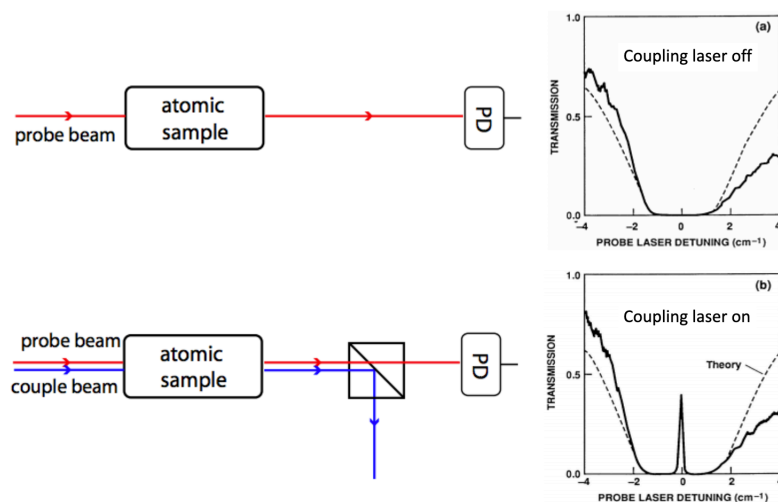 probe beam
atomic
sample
PD
(a)
Coupling laser off
TRANSMISSION
1.0
0.5
0.0
-4
-2
0
2
4
PROBE LASER DETUNING (cm⁻¹)
probe beam
couple beam
atomic
sample
PD
(b)
Coupling laser on
Theory
TRANSMISSION
1.0
0.5
0.0
-4
-2
0
2
4
PROBE LASER DETUNING (cm⁻¹)